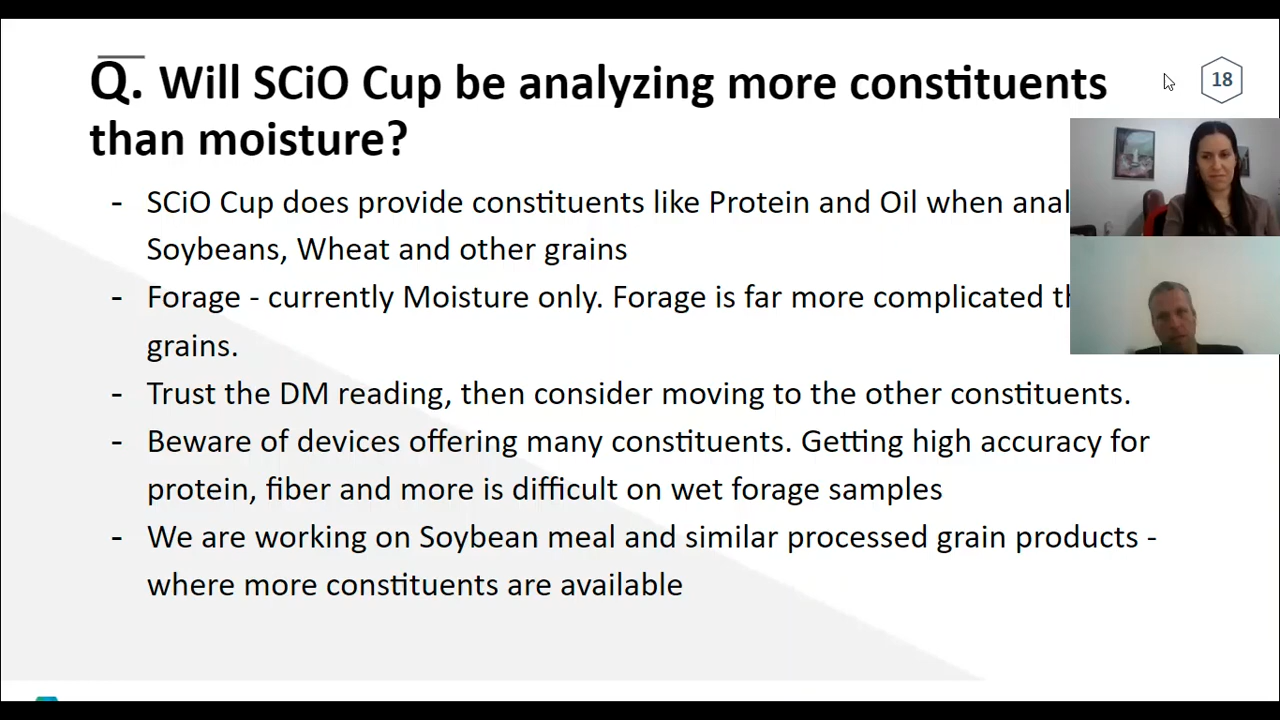 Q. Will SCiO Cup be analyzing more constituents
18
than moisture?
- SCiO Cup does provide constituents like Protein and Oil when
Soybeans, Wheat and other grains
- Forage - currently Moisture only. Forage is far more complicated
grains.
- Trust the DM reading, then consider moving to the other constituents.
- Beware of devices offering many constituents. Getting high accuracy for
protein, fiber and more is difficult on wet forage samples
- We are working on Soybean meal and similar processed grain products -
where more constituents are available